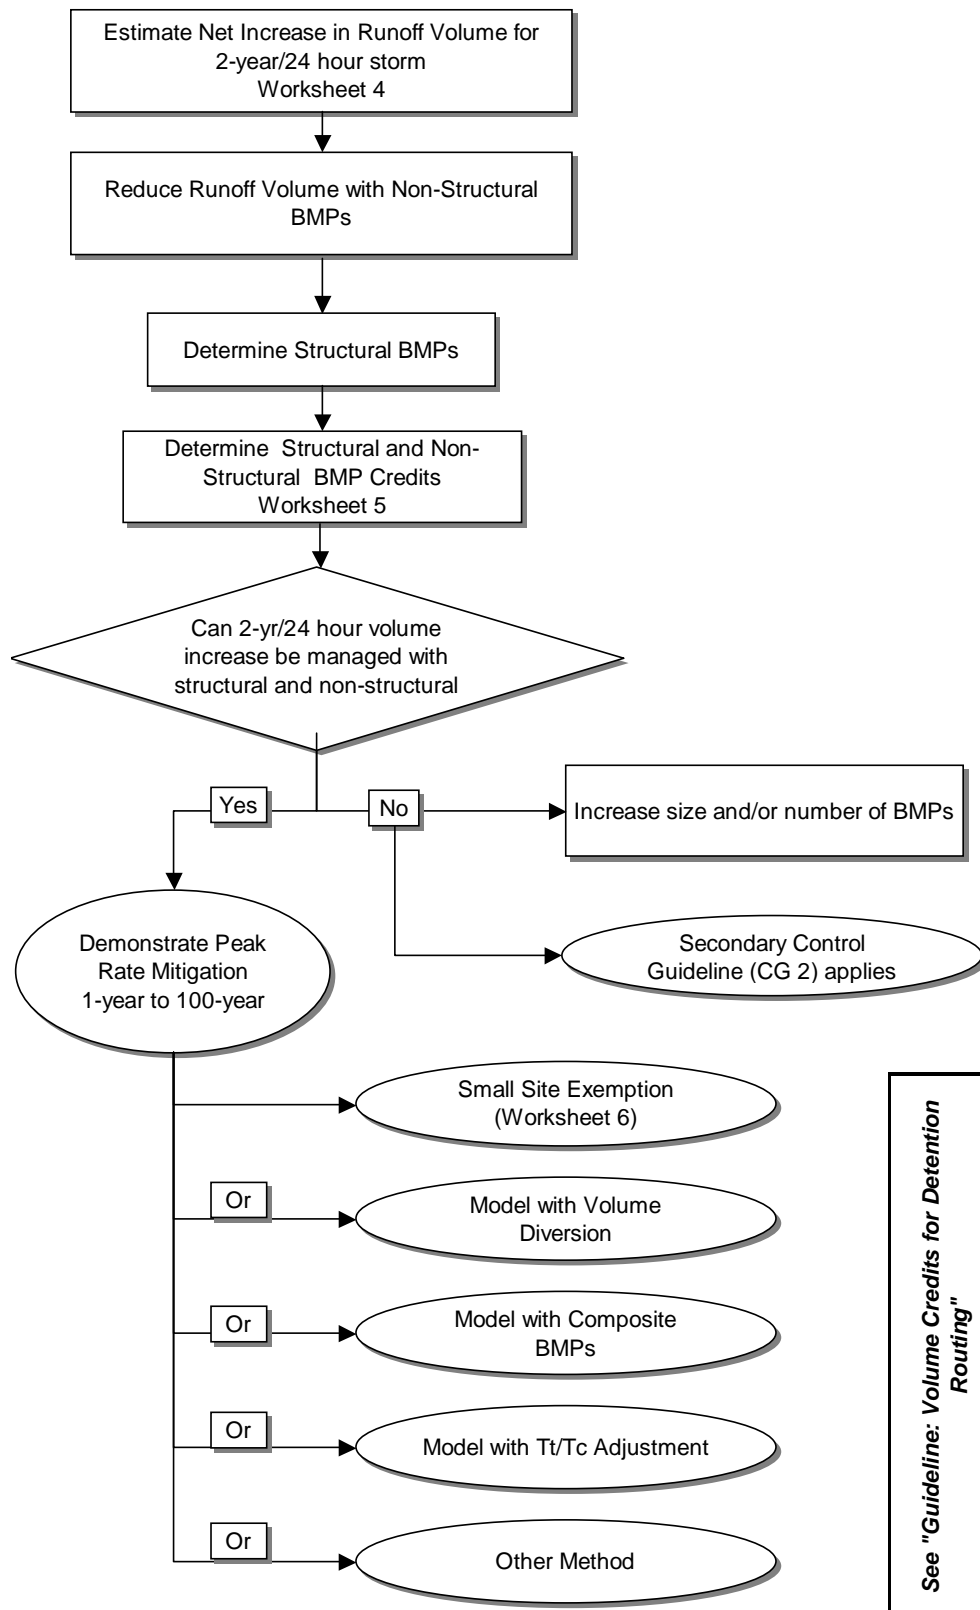 Estimate Net Increase in Runoff Volume for
2-year/24 hour storm
Worksheet 4
Reduce Runoff Volume with Non-Structural
BMPs
Determine Structural BMPs
Determine Structural and Non-
Structural BMP Credits
Worksheet 5
Can 2-yr/24 hour volume
increase be managed with
structural and non-structural
Yes
No
Increase size and/or number of BMPs
Demonstrate Peak
Rate Mitigation
1-year to 100-year
Secondary Control
Guideline (CG 2) applies
Small Site Exemption
(Worksheet 6)
Or
Model with Volume
Diversion
Or
Model with Composite
BMPs
Or
Model with Tt/Tc Adjustment
Or
Other Method
See "Guideline: Volume Credits for Detention
Routing"